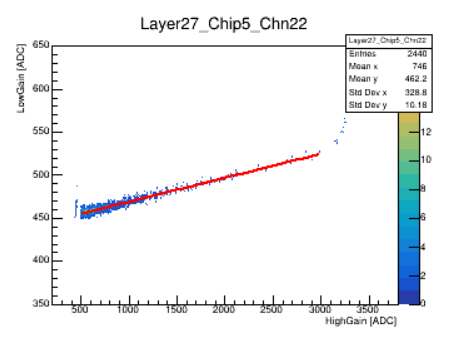 Layer27_Chip5_Chn22
Layer27_Chip5_Chn22
Entries 2440
Mean x 746
Mean y 462.2
Std Dev x 328.8
Std Dev y 10.18
LowGain [ADC]
650
600
550
500
450
400
350
12
10
8
6
4
2
0
500 1000 1500 2000 2500 3000 3500
HighGain [ADC]